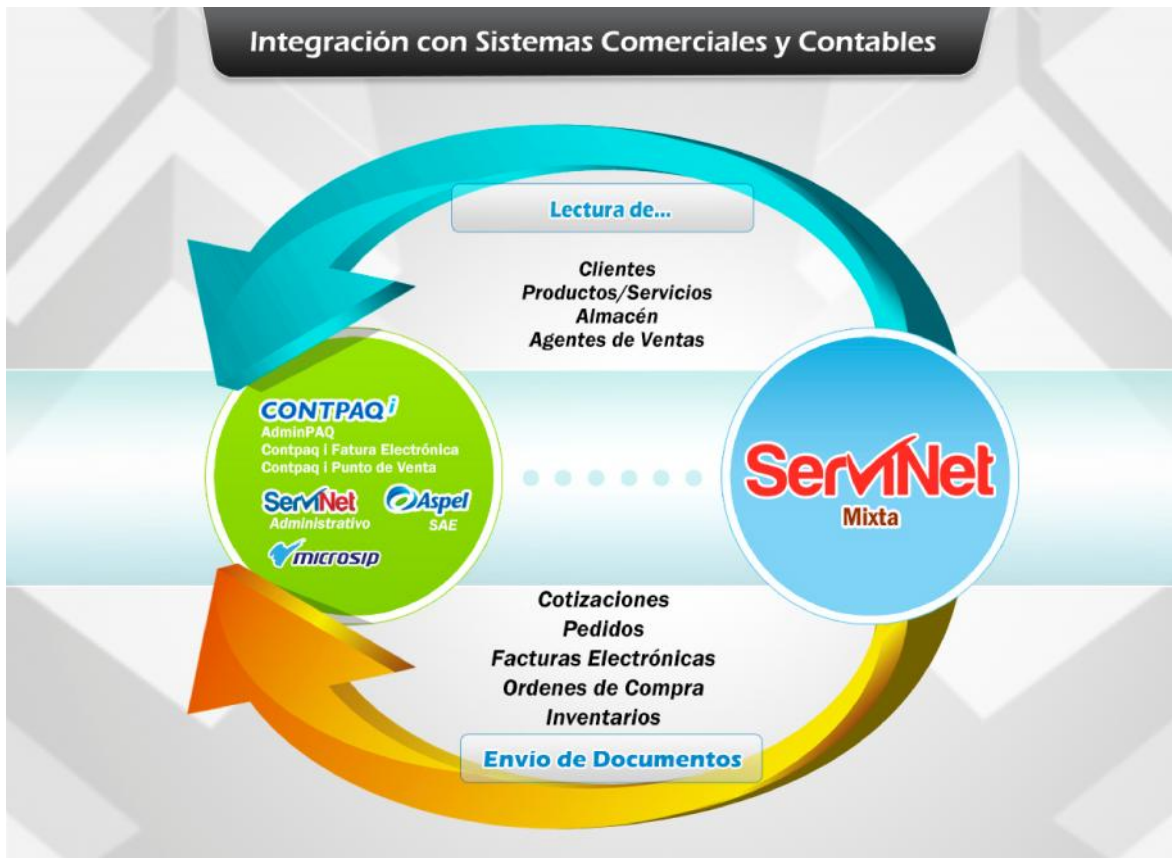 Integración con Sistemas Comerciales y Contables
Lectura de...
Clientes
Productos/Servicios
Almacén
Agentes de Ventas
CONTPAQ i
AdminPAQ
Contpaq i Fatura Electrónica
Contpaq i Punto de Venta
ServiNet
Administrativo
Aspel
SAE
microsip
ServiNet
Mixta
Cotizaciones
Pedidos
Facturas Electrónicas
Ordenes de Compra
Inventarios
Envío de Documentos